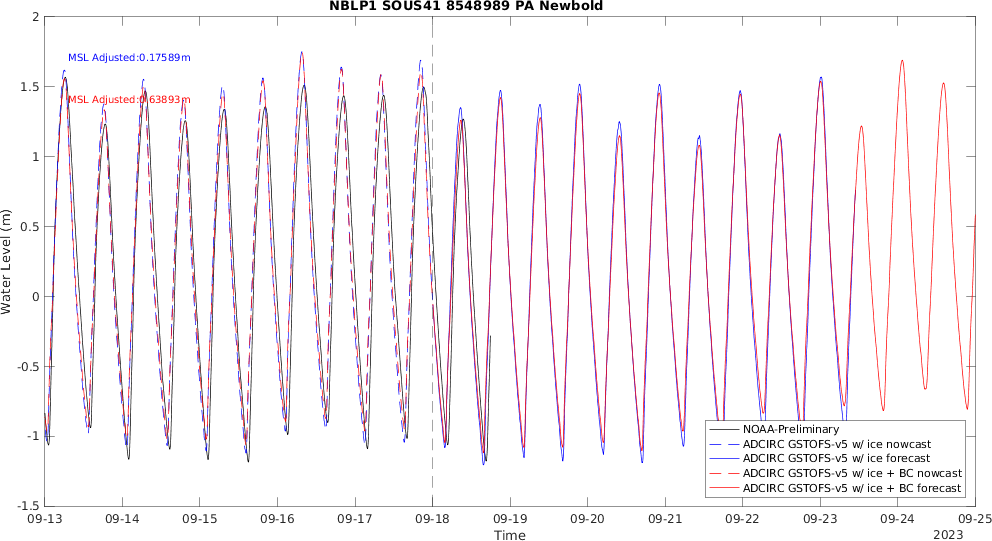 NBLP1 SOUS41 8548989 PA Newbold
2
1.5
1
0.5
0
-0.5
-1
-1.5
Water Level (m)
MSL Adjusted:0.17589m
MSL Adjusted:0.63893m
NOAA-Preliminary
ADCIRC GSTOFS-v5 w/ ice nowcast
ADCIRC GSTOFS-v5 w/ ice forecast
ADCIRC GSTOFS-v5 w/ ice + BC nowcast
ADCIRC GSTOFS-v5 w/ ice + BC forecast
09-13 09-14 09-15 09-16 09-17 09-18 09-19 09-20 09-21 09-22 09-23 09-24 09-25
Time
2023